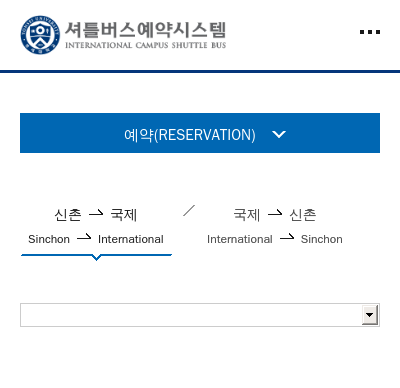 셔틀버스예약시스템
INTERNATIONAL CAMPUS SHUTTLE BUS
예약(RESERVATION)
신촌 → 국제 / 국제 → 신촌
Sinchon → International International → Sinchon